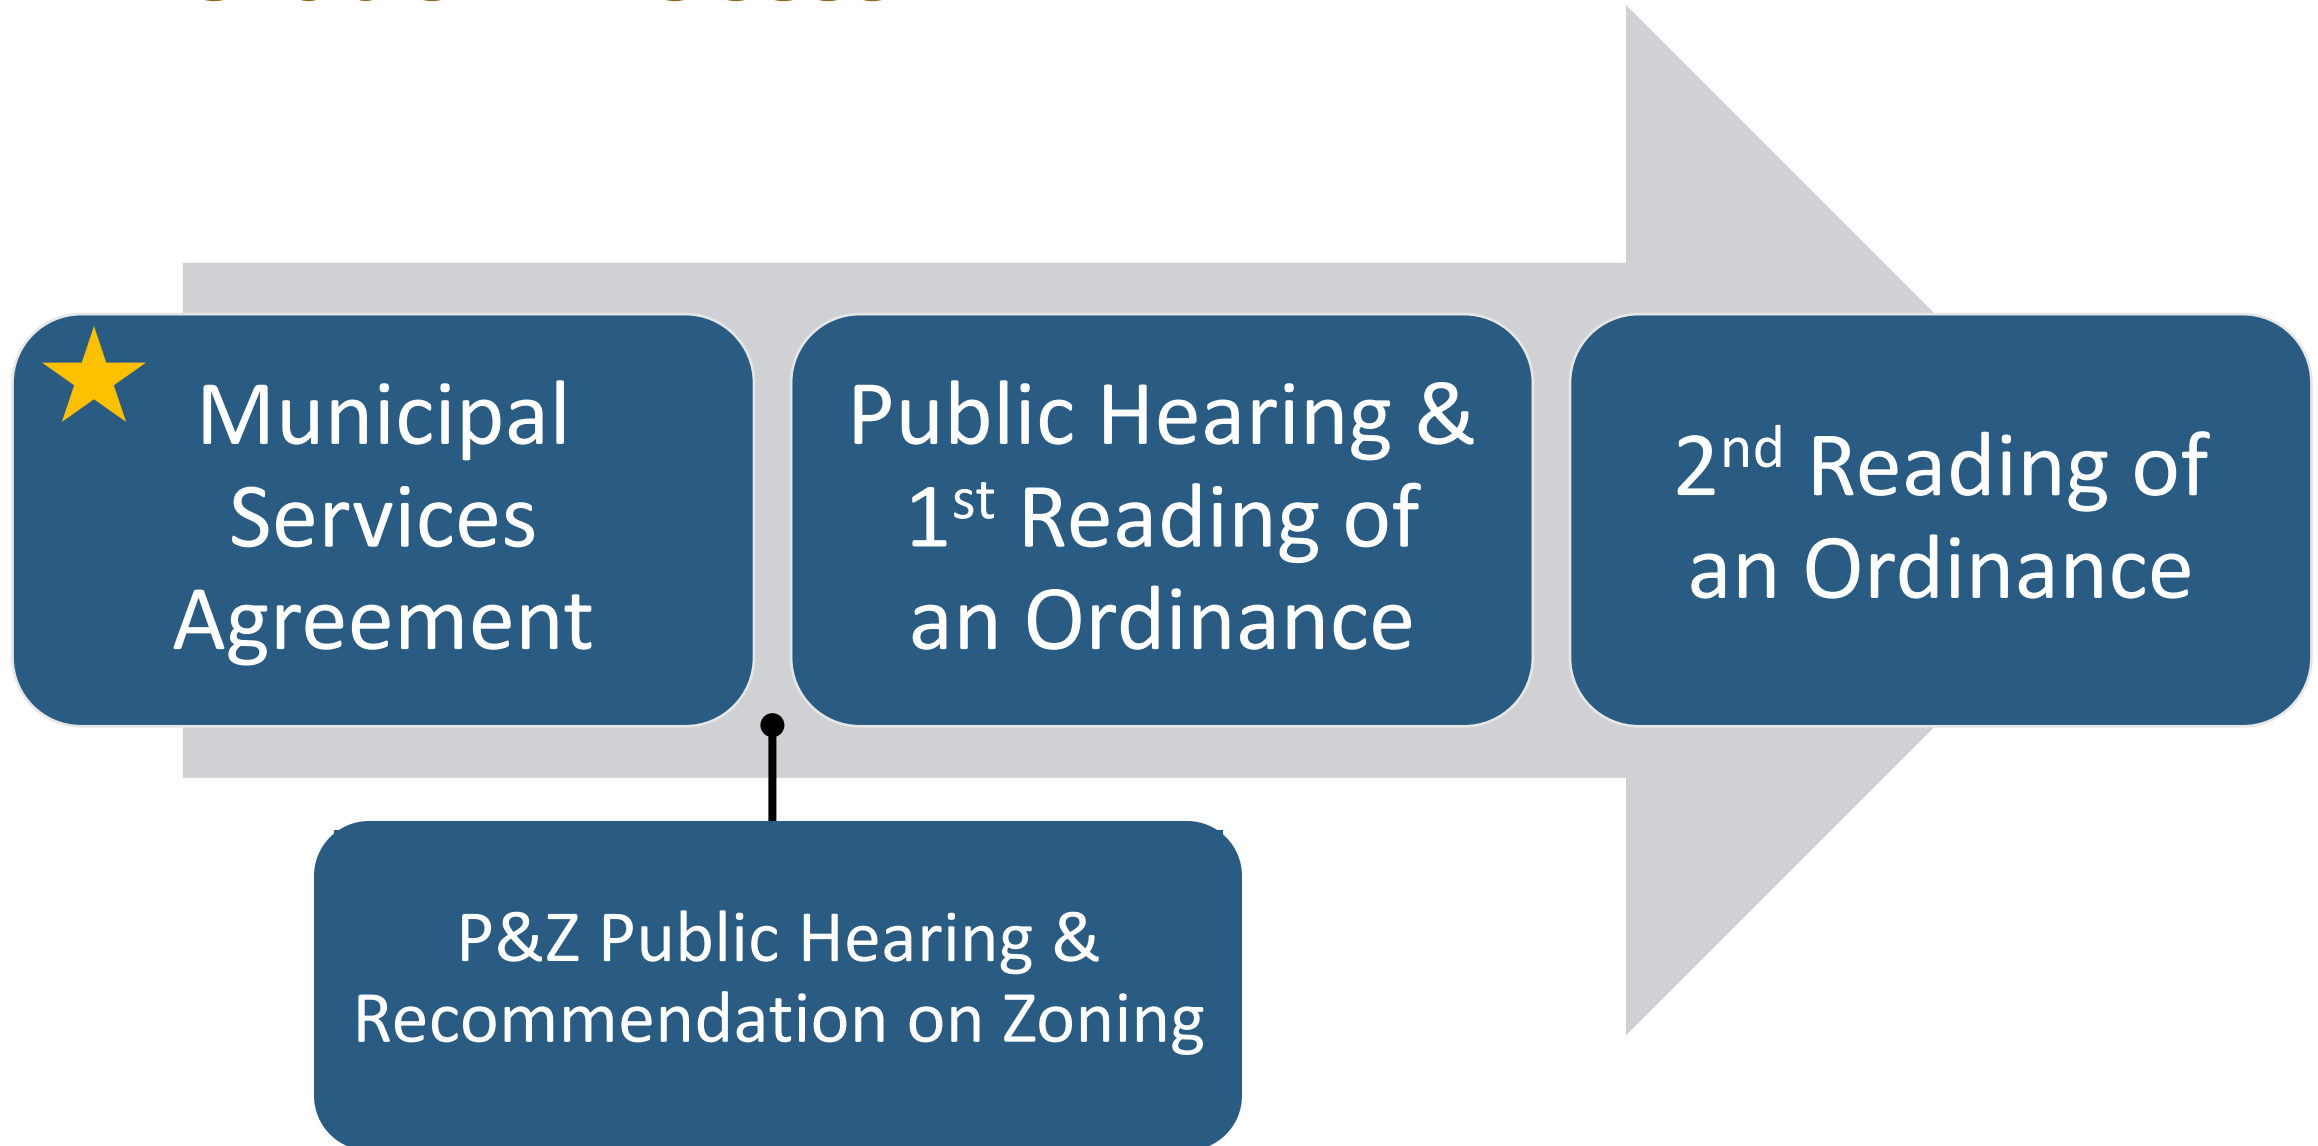 Municipal
Services
Agreement
Public Hearing &
1st Reading of
an Ordinance
2nd Reading of
an Ordinance
P&Z Public Hearing &
Recommendation on Zoning